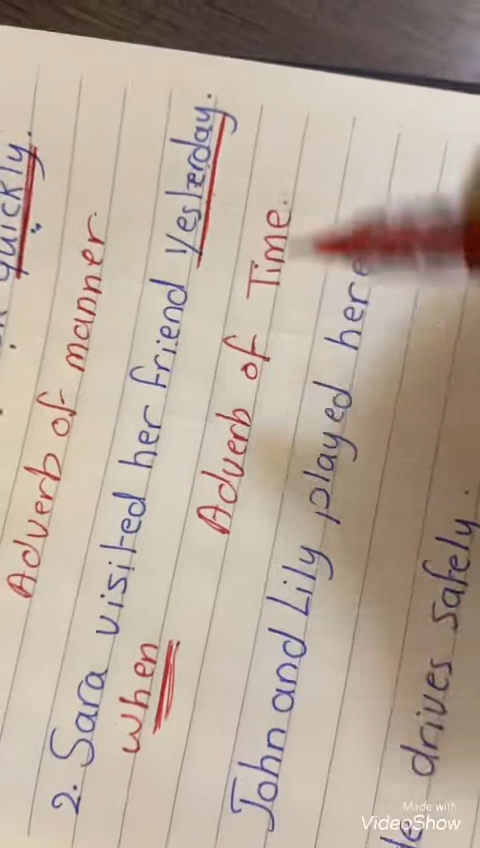 quickly.
Adverb of manner.
2. Sara visited her friend yesterday.
when
Adverb of Time.
John and Lily played here
drives safely.
Made with
VideoShow